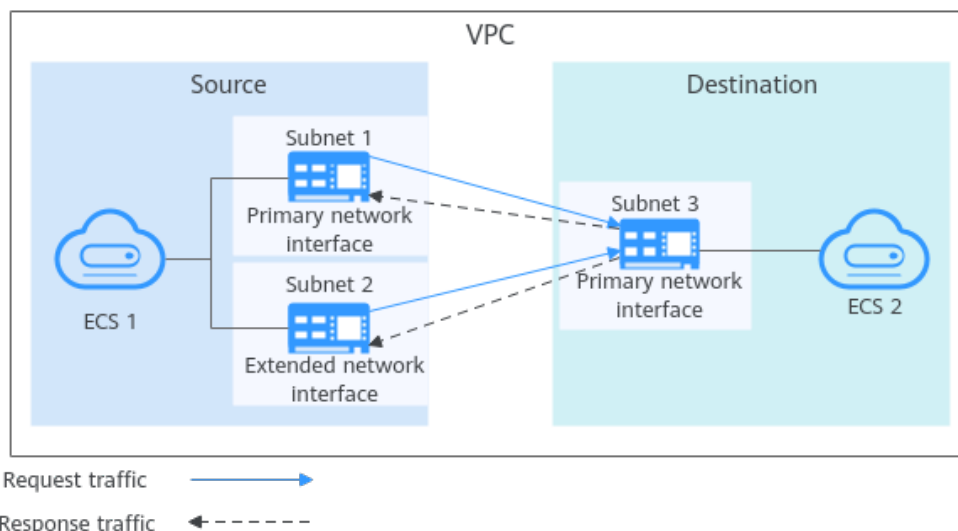 VPC
Source
Destination
Subnet 1
Primary network
interface
Subnet 2
Extended network
interface
ECS 1
Subnet 3
Primary network
interface
ECS 2
Request traffic
Response traffic